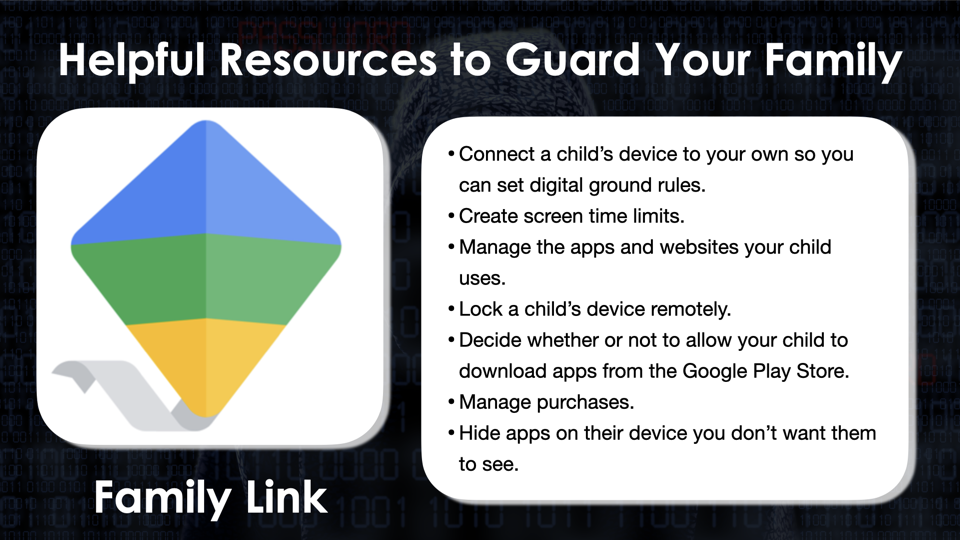 Helpful Resources to Guard Your Family
• Connect a child’s device to your own so you
can set digital ground rules.
• Create screen time limits.
• Manage the apps and websites your child
uses.
• Lock a child’s device remotely.
• Decide whether or not to allow your child to
download apps from the Google Play Store.
• Manage purchases.
• Hide apps on their device you don’t want them
to see.
Family Link